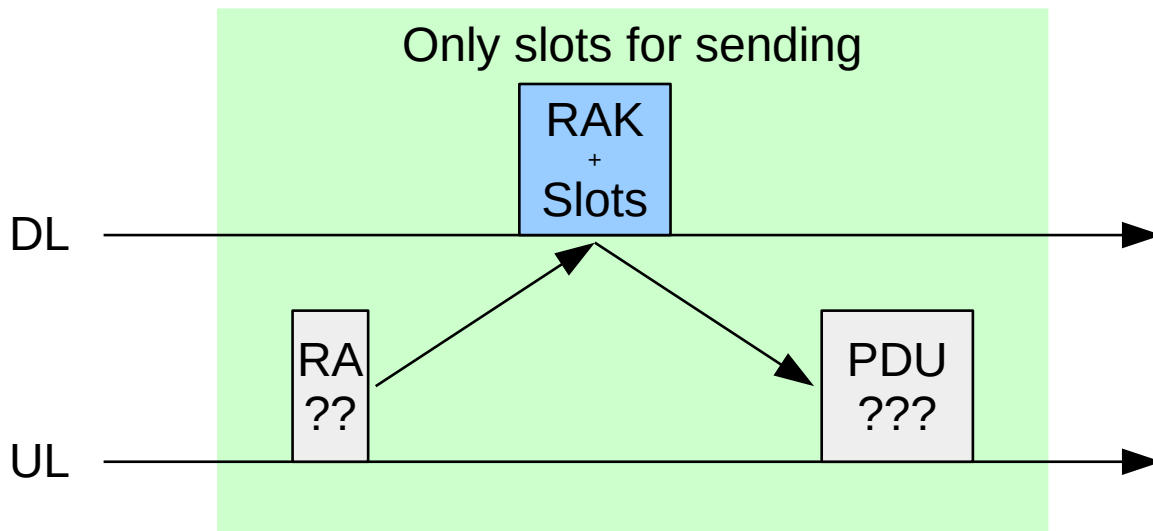 Only slots for sending
RAK
+
Slots
DL
RA
??
PDU
???
UL